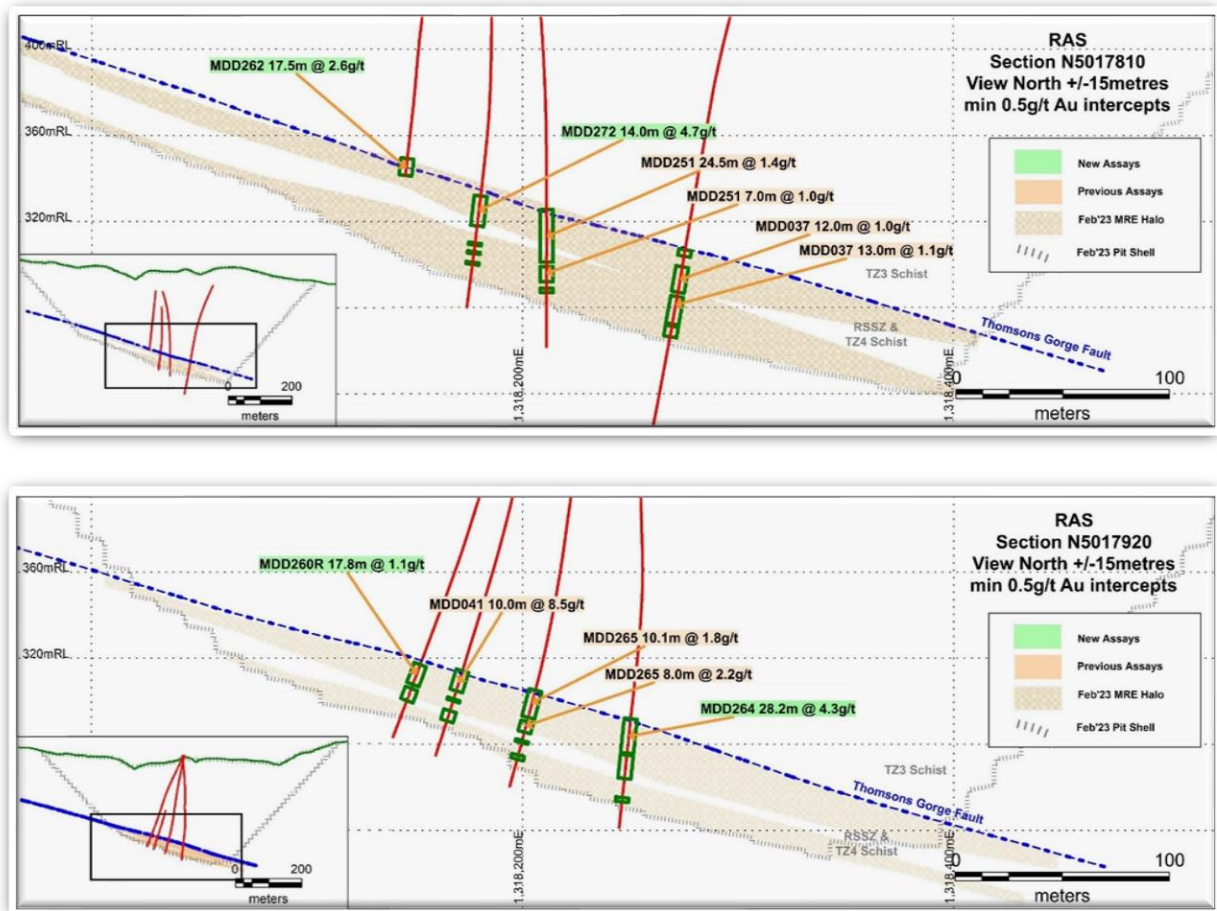 RAS
Section N5017810
View North +/-15metres
min 0.5g/t Au intercepts
400mRL
MDD262 17.5m @ 2.6g/t
360mRL
MDD272 14.0m @ 4.7g/t
MDD251 24.5m @ 1.4g/t
MDD251 7.0m @ 1.0g/t
MDD037 12.0m @ 1.0g/t
MDD037 13.0m @ 1.1g/t
320mRL
New Assays
Previous Assays
Feb'23 MRE Halo
Feb'23 Pit Shell
TZ3 Schist
RSSZ &
TZ4 Schist
Thomsons Gorge Fault
1,318,200mE
1,318,400mE
0 100
meters
0 200
meters
RAS
Section N5017920
View North +/-15metres
min 0.5g/t Au intercepts
360mRL
MDD260R 17.8m @ 1.1g/t
MDD041 10.0m @ 8.5g/t
MDD265 10.1m @ 1.8g/t
MDD265 8.0m @ 2.2g/t
MDD264 28.2m @ 4.3g/t
320mRL
New Assays
Previous Assays
Feb'23 MRE Halo
Feb'23 Pit Shell
TZ3 Schist
Thomsons Gorge Fault
RSSZ &
TZ4 Schist
1,318,200mE
1,318,400mE
0 100
meters
0 200
meters